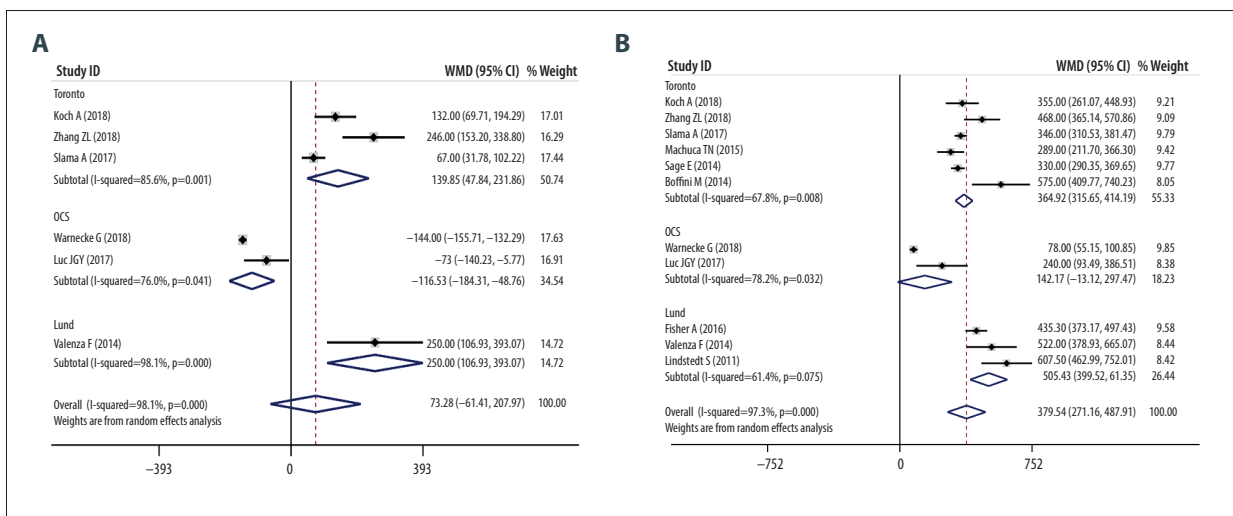 A
Study ID WMD (95% CI) % Weight
Toronto
Koch A (2018) 132.00 (69.71, 194.29) 17.01
Zhang ZL (2018) 246.00 (153.20, 338.80) 16.29
Slama A (2017) 67.00 (31.78, 102.22) 17.44
Subtotal (I-squared=85.6%, p=0.001) 139.85 (47.84, 231.86) 50.74
OCS
Warnecke G (2018) −144.00 (−155.71, −132.29) 17.63
Luc JGY (2017) −73 (−140.23, −5.77) 16.91
Subtotal (I-squared=76.0%, p=0.041) −116.53 (−184.31, −48.76) 34.54
Lund
Valenza F (2014) 250.00 (106.93, 393.07) 14.72
Subtotal (I-squared=98.1%, p=0.000) 250.00 (106.93, 393.07) 14.72
Overall (I-squared=98.1%, p=0.000) 73.28 (−61.41, 207.97) 100.00
Weights are from random effects analysis
−393 0 393
B
Study ID WMD (95% CI) % Weight
Toronto
Koch A (2018) 355.00 (261.07, 448.93) 9.21
Zhang ZL (2018) 468.00 (365.14, 570.86) 9.09
Slama A (2017) 346.00 (310.53, 381.47) 9.79
Machuca TN (2015) 289.00 (211.70, 366.30) 9.42
Sage E (2014) 330.00 (290.35, 369.65) 9.77
Boffini M (2014) 575.00 (409.77, 740.23) 8.05
Subtotal (I-squared=67.8%, p=0.008) 364.92 (315.65, 414.19) 55.33
OCS
Warnecke G (2018) 78.00 (55.15, 100.85) 9.85
Luc JGY (2017) 240.00 (93.49, 386.51) 8.38
Subtotal (I-squared=78.2%, p=0.032) 142.17 (−13.12, 297.47) 18.23
Lund
Fisher A (2016) 435.30 (373.17, 497.43) 9.58
Valenza F (2014) 522.00 (378.93, 665.07) 8.44
Lindstedt S (2011) 607.50 (462.99, 752.01) 8.42
Subtotal (I-squared=61.4%, p=0.075) 505.43 (399.52, 61.35) 26.44
Overall (I-squared=97.3%, p=0.000) 379.54 (271.16, 487.91) 100.00
Weights are from random effects analysis
−752 0 752